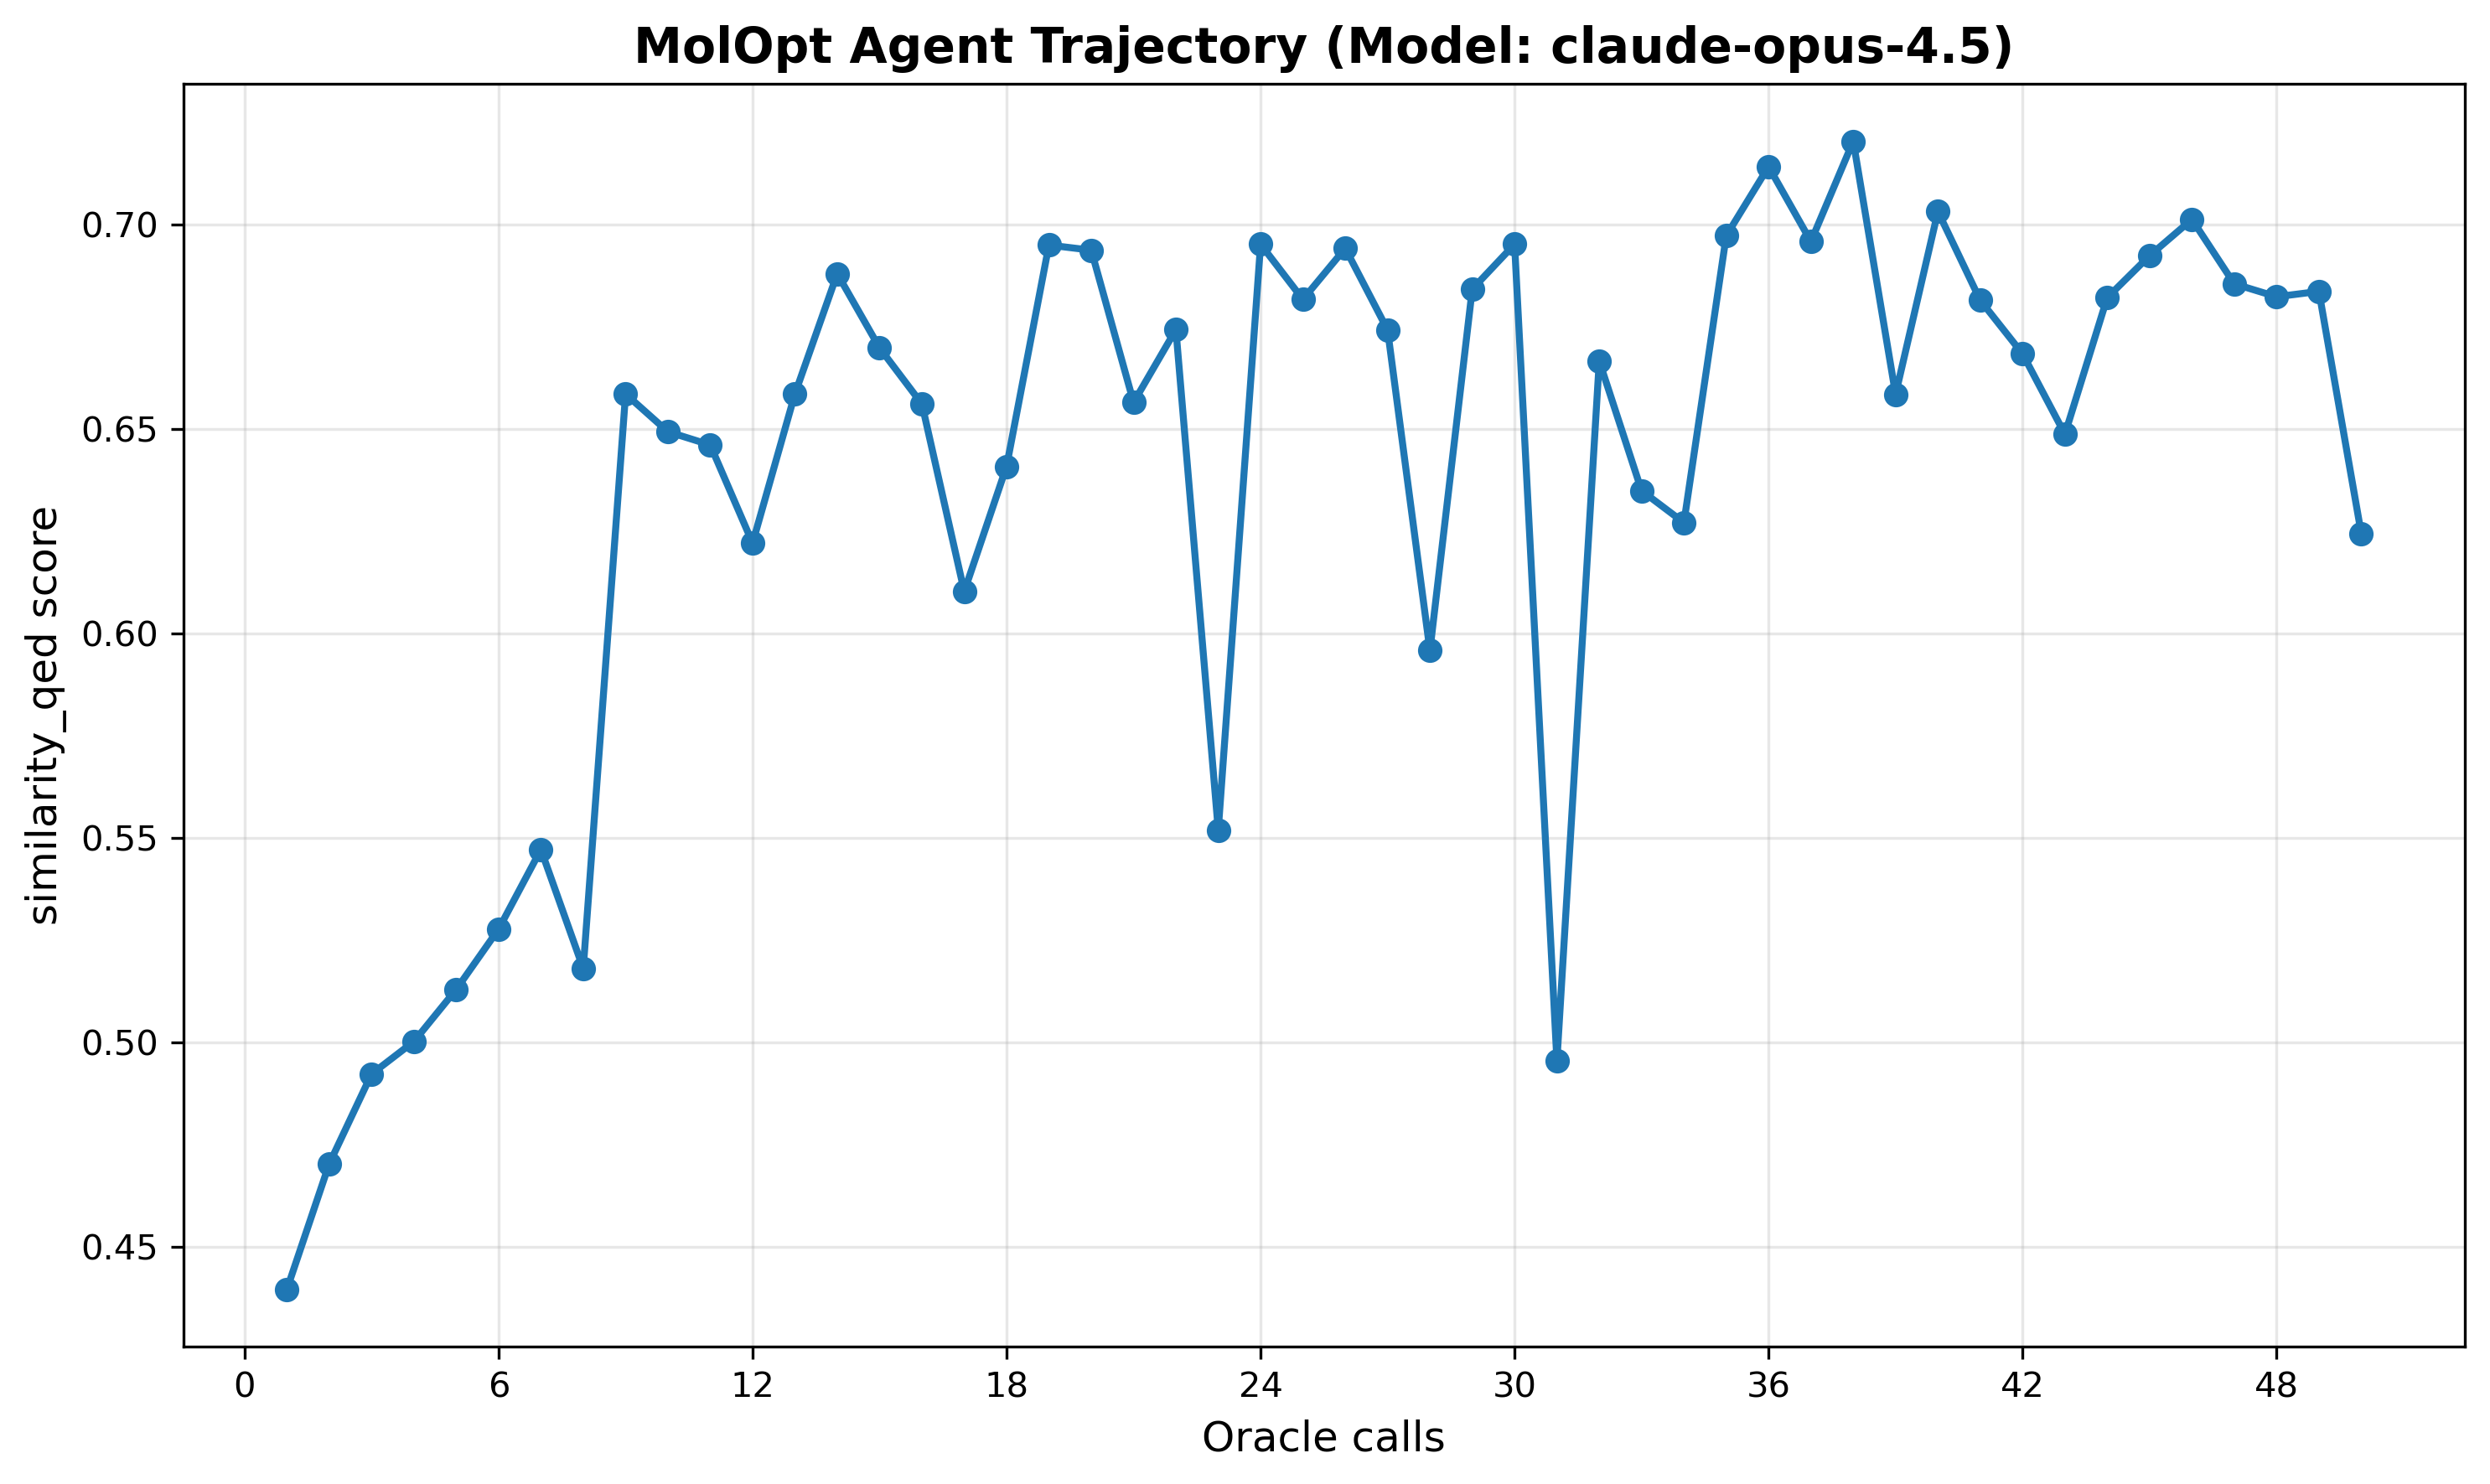 MolOpt Agent Trajectory (Model: claude-opus-4.5)
similarity_qed score
0.70
0.65
0.60
0.55
0.50
0.45
0 6 12 18 24 30 36 42 48
Oracle calls